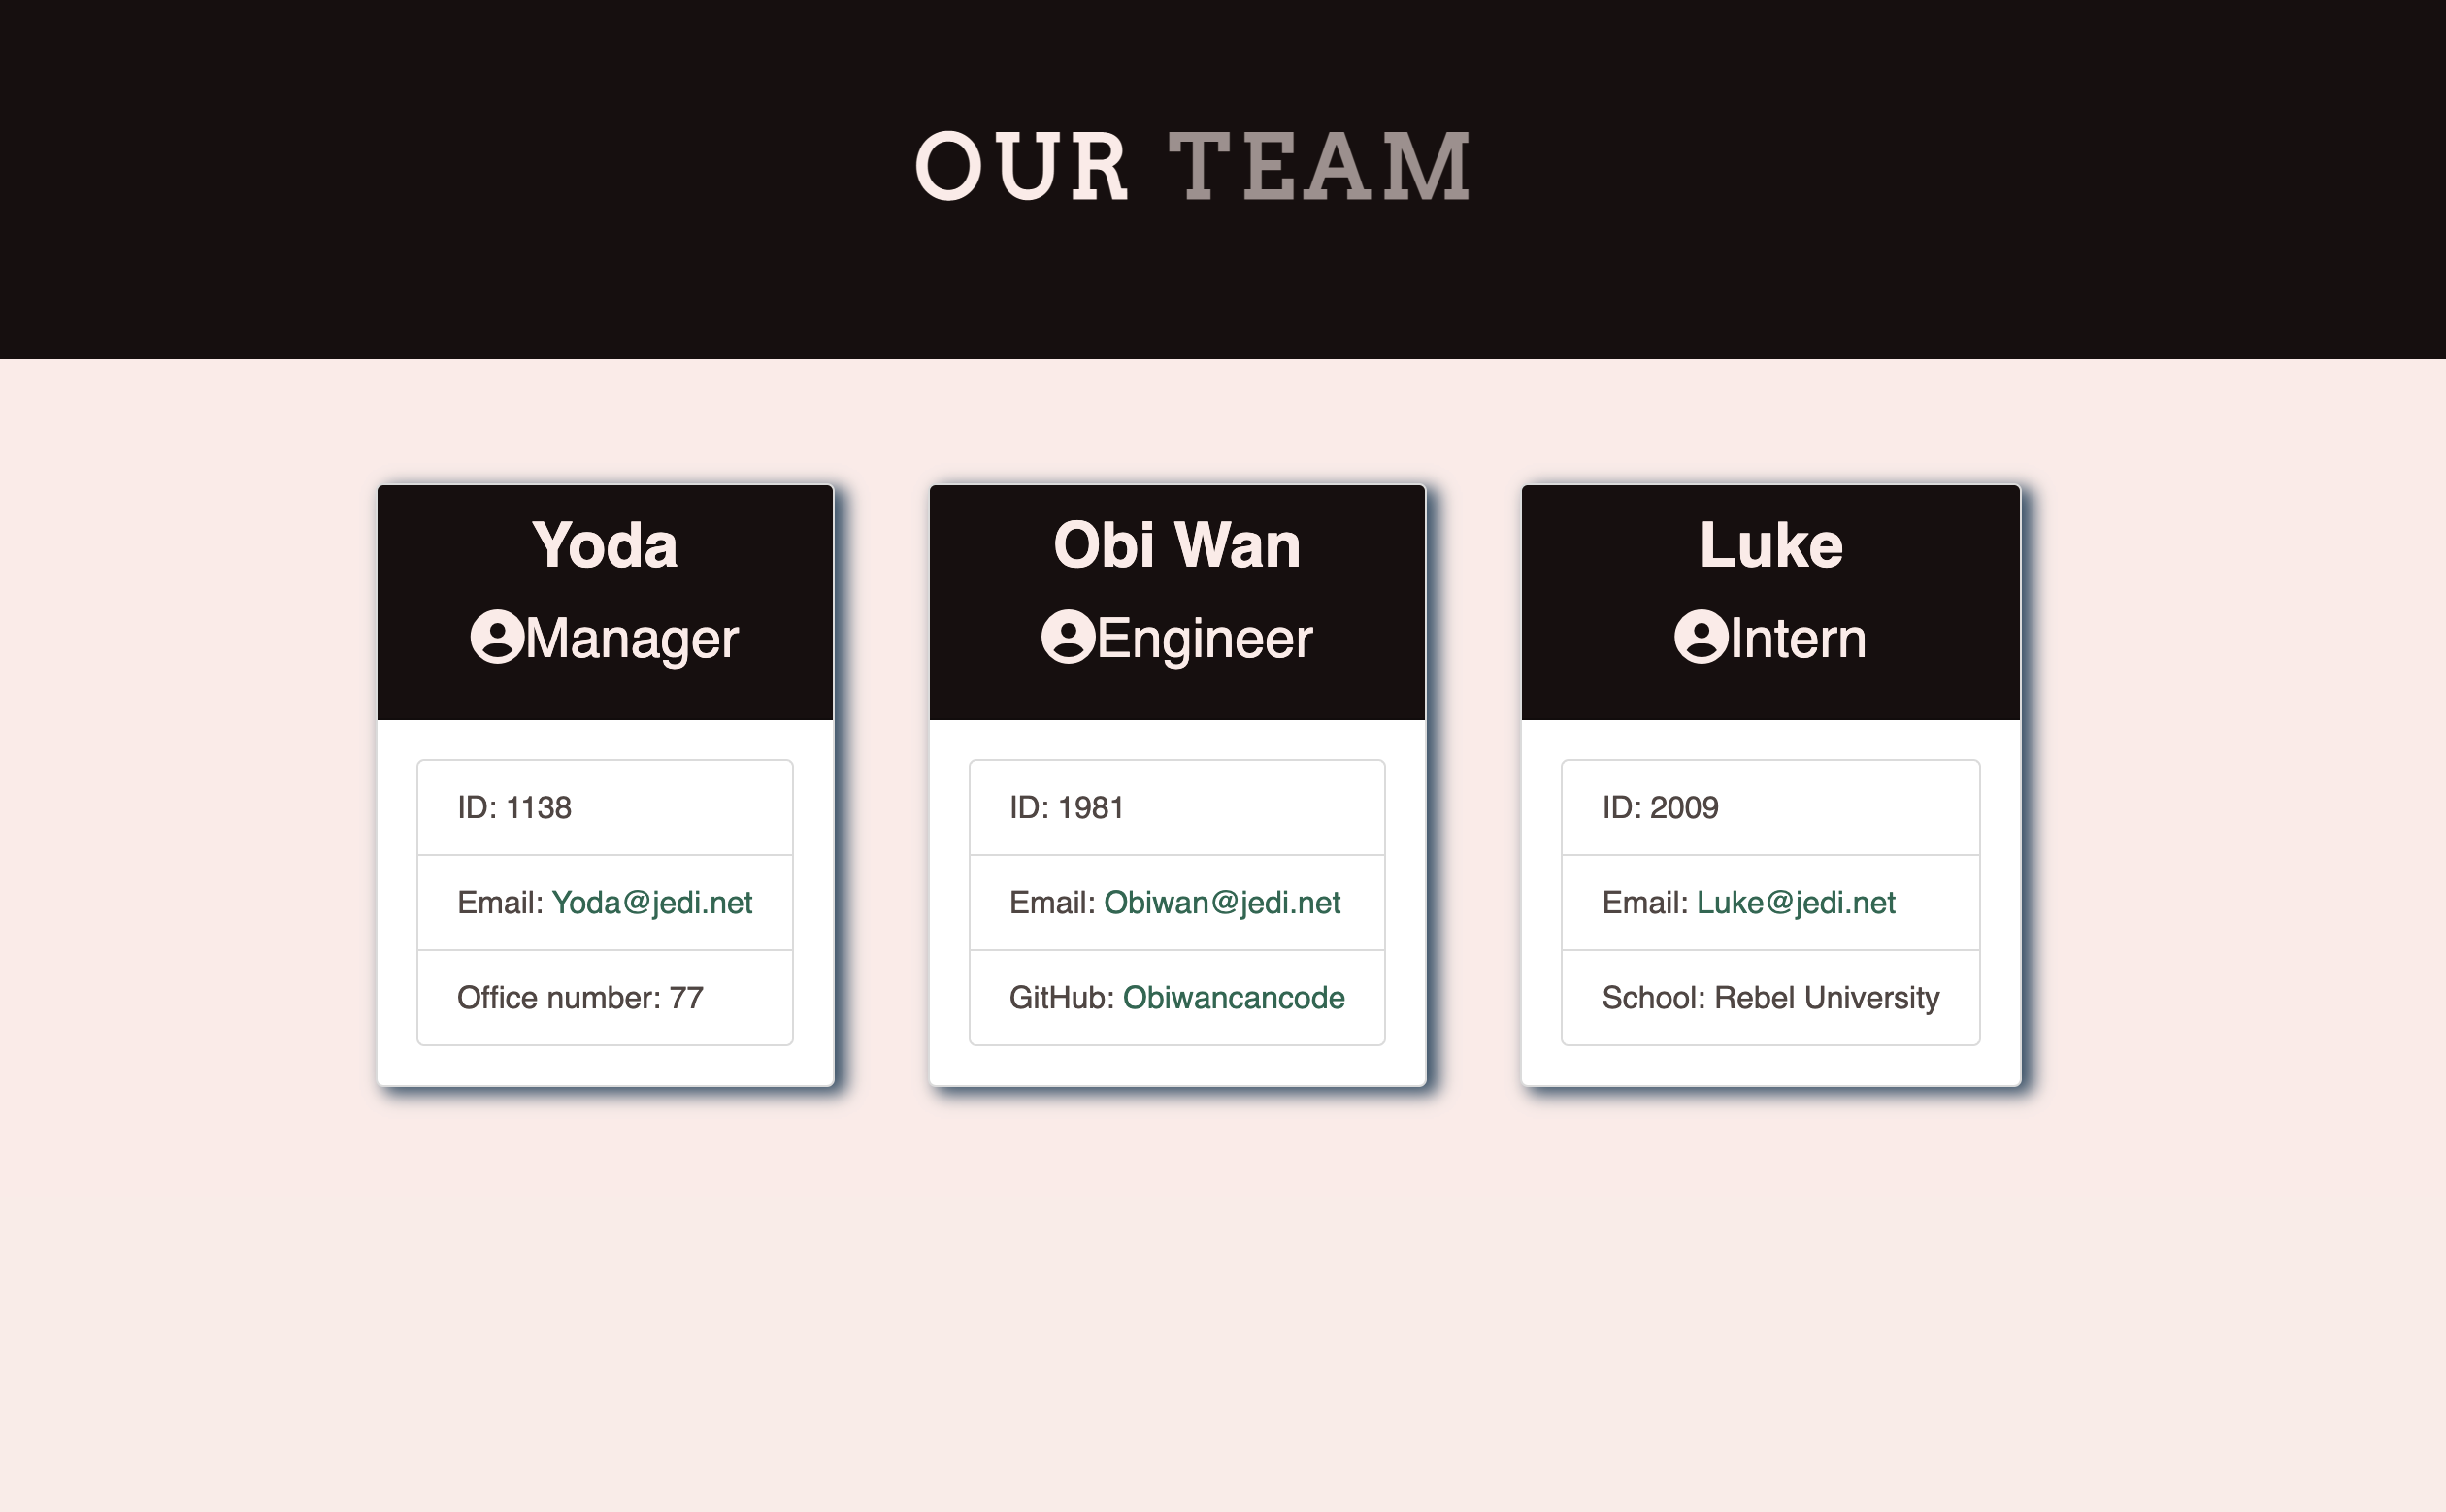 OUR TEAM
Yoda
Manager
ID: 1138
Email: Yoda@jedi.net
Office number: 77
Obi Wan
Engineer
ID: 1981
Email: Obiwan@jedi.net
GitHub: Obiwancancode
Luke
Intern
ID: 2009
Email: Luke@jedi.net
School: Rebel University